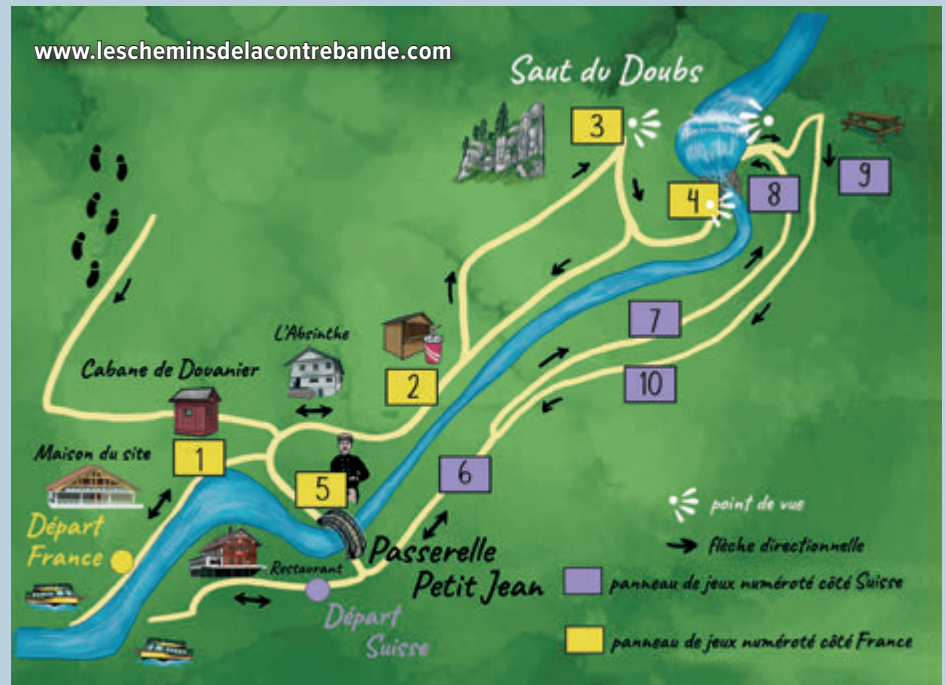 www.lescheminsdelacontrebande.com
Saut du Doubs
3
4
8
9
7
L'Absinthe
Cabane de Douanier
10
2
Maison du site
1
6
5
Départ
France
point de vue
flèche directionnelle
Restaurant
Passerelle
Petit Jean
panneau de jeux numéroté côté Suisse
Départ
Suisse
panneau de jeux numéroté côté France